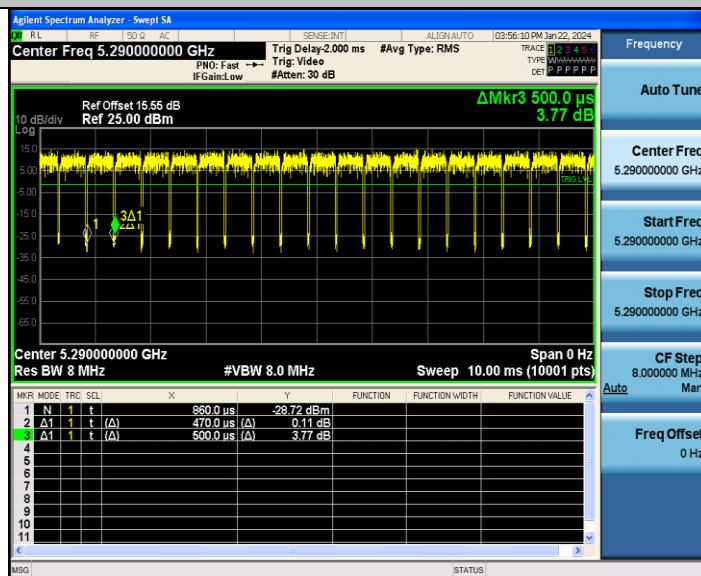 Agilent Spectrum Analyzer - Swept SA
RL RF 50 Ω AC SENSE:INT ALIGN AUTO 03:56:10 PM Jan 22, 2024
Center Freq 5.290000000 GHz
Trig Delay-2.000 ms #Avg Type: RMS
TRACE 1 2 3 4 5 6
PNO: Fast Trig: Video
TYPE
IFGain:Low #Atten: 30 dB
DET P P P P P P
ΔMkr3 500.0 µs
3.77 dB
Ref Offset 15.55 dB
10 dB/div Ref 25.00 dBm
Log
15.0
5.00
TRIG LVL
-5.00
-15.0
1
3Δ1
2Δ1
-25.0
-35.0
-45.0
-55.0
-65.0
Center 5.290000000 GHz Span 0 Hz
Res BW 8 MHz #VBW 8.0 MHz Sweep 10.00 ms (10001 pts)
MKR MODE TRC SCL X Y FUNCTION FUNCTION WIDTH FUNCTION VALUE
1 N 1 t 860.0 µs -28.72 dBm
2 Δ1 1 t (Δ) 470.0 µs (Δ) 0.11 dB
3 Δ1 1 t (Δ) 500.0 µs (Δ) 3.77 dB
4
5
6
7
8
9
10
11
MSG STATUS
Frequency
Auto Tune
Center Freq
5.290000000 GHz
Start Freq
5.290000000 GHz
Stop Freq
5.290000000 GHz
CF Step
8.000000 MHz
Auto Man
Freq Offset
0 Hz